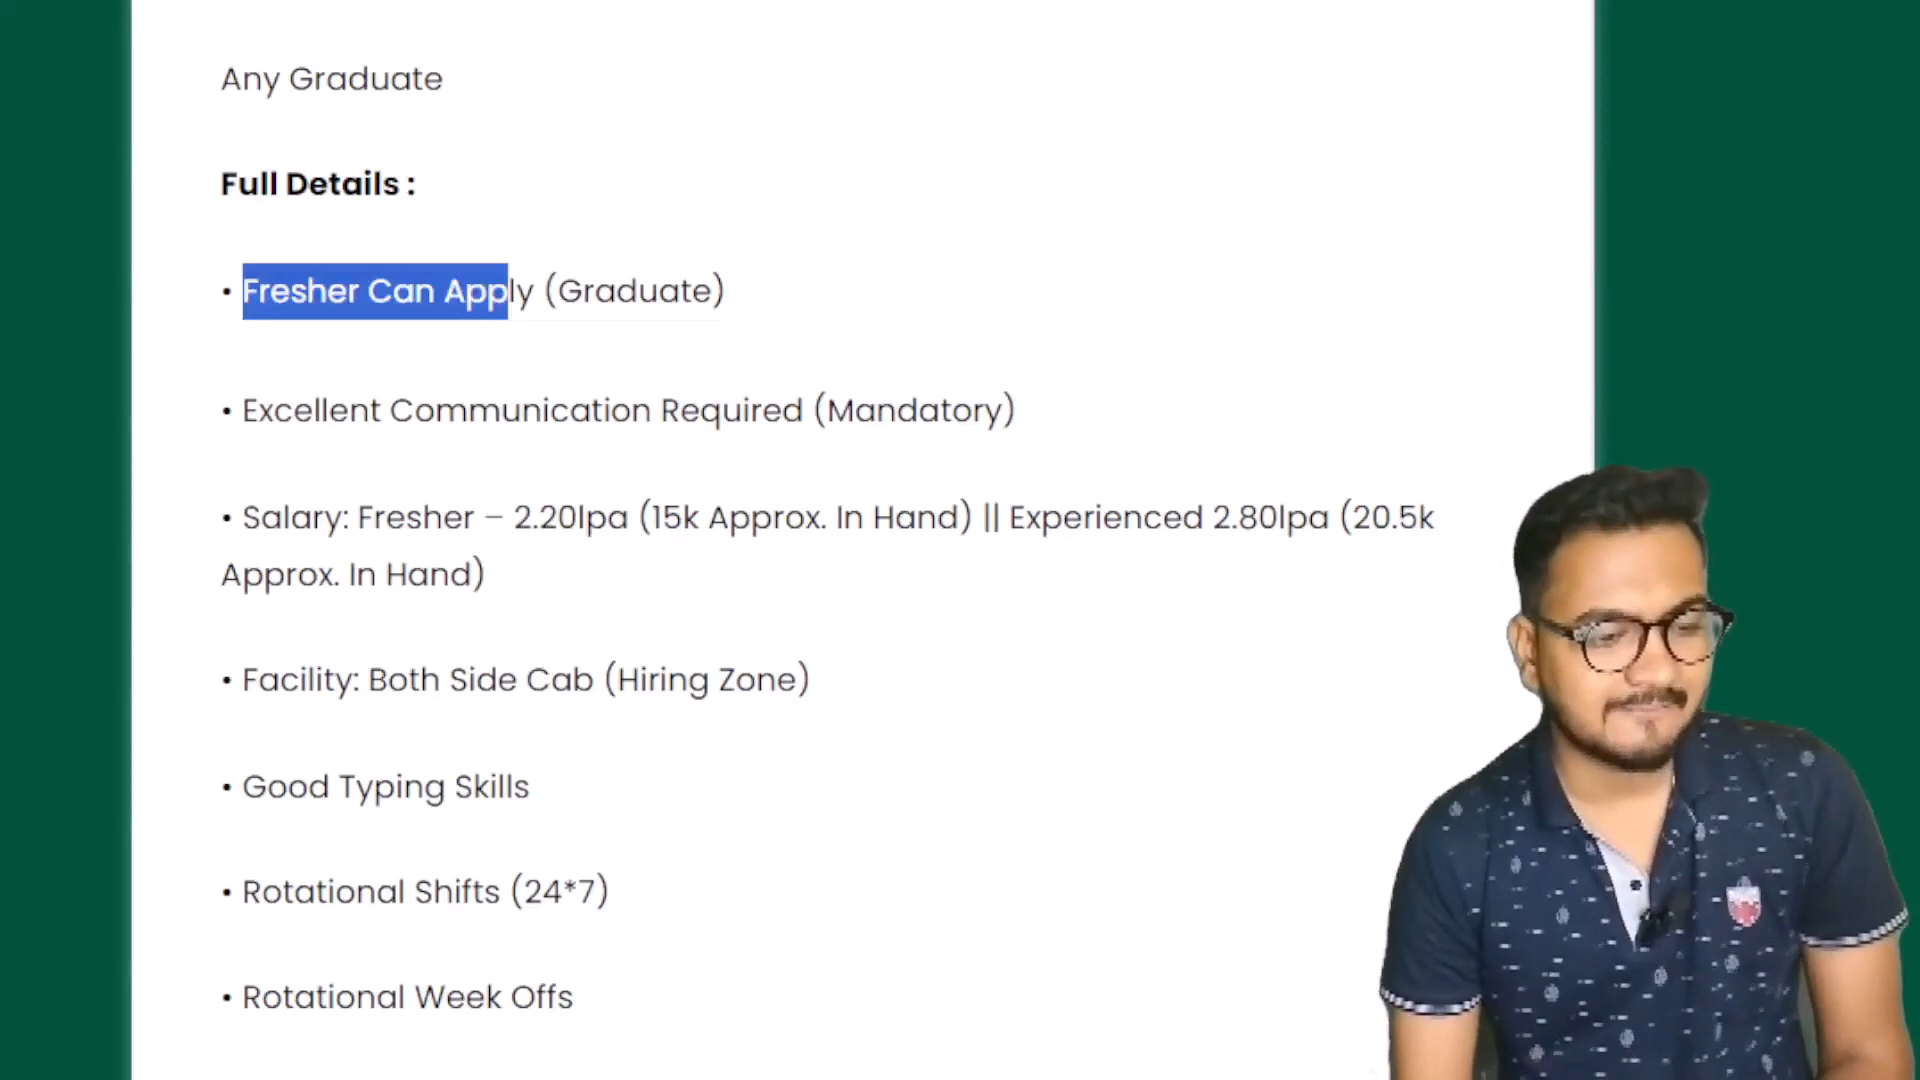 Any Graduate
Full Details :
• Fresher Can Apply (Graduate)
• Excellent Communication Required (Mandatory)
• Salary: Fresher – 2.20lpa (15k Approx. In Hand) || Experienced 2.80lpa (20.5k
Approx. In Hand)
• Facility: Both Side Cab (Hiring Zone)
• Good Typing Skills
• Rotational Shifts (24*7)
• Rotational Week Offs